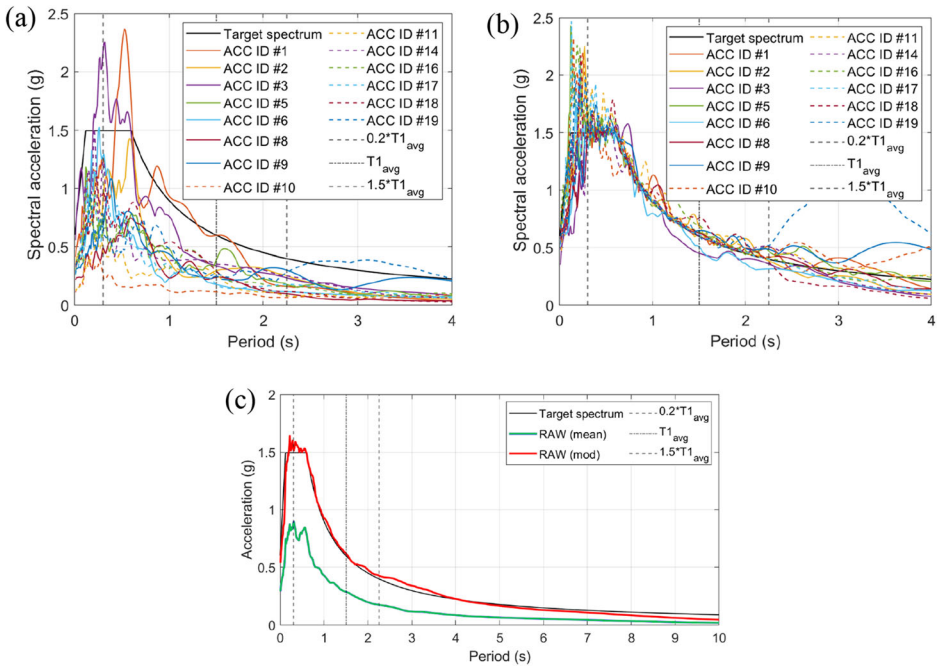 (a)
2.5
2
1.5
1
0.5
0
0
1
2
3
4
Spectral acceleration (g)
Period (s)
Target spectrum
ACC ID #1
ACC ID #2
ACC ID #3
ACC ID #5
ACC ID #6
ACC ID #8
ACC ID #9
ACC ID #10
ACC ID #11
ACC ID #14
ACC ID #16
ACC ID #17
ACC ID #18
ACC ID #19
0.2*T1avg
T1avg
1.5*T1avg
(b)
2.5
2
1.5
1
0.5
0
0
1
2
3
4
Spectral acceleration (g)
Period (s)
Target spectrum
ACC ID #1
ACC ID #2
ACC ID #3
ACC ID #5
ACC ID #6
ACC ID #8
ACC ID #9
ACC ID #10
ACC ID #11
ACC ID #14
ACC ID #16
ACC ID #17
ACC ID #18
ACC ID #19
0.2*T1avg
T1avg
1.5*T1avg
(c)
2
1.5
1
0.5
0
0
1
2
3
4
5
6
7
8
9
10
Acceleration (g)
Period (s)
Target spectrum
RAW (mean)
RAW (mod)
0.2*T1avg
T1avg
1.5*T1avg